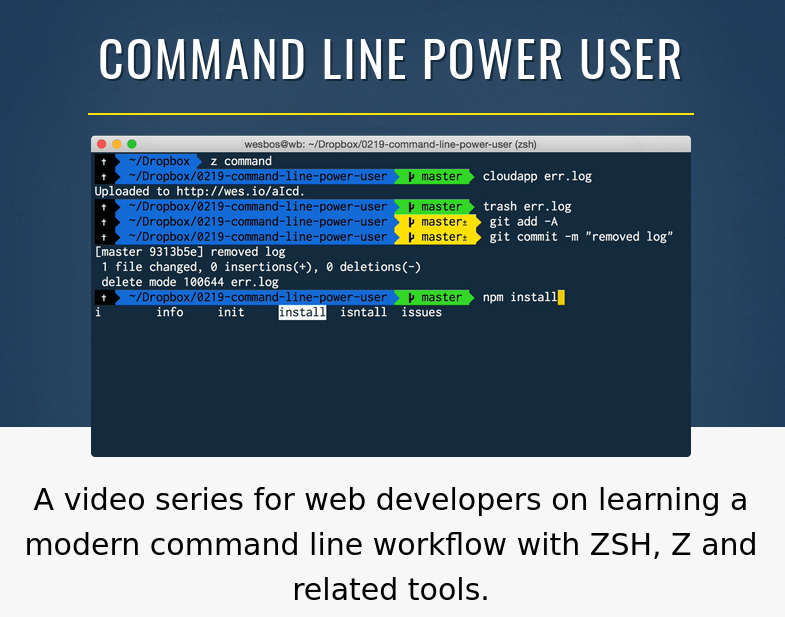 COMMAND LINE POWER USER
wesbos@wb: ~/Dropbox/0219-command-line-power-user (zsh)
✝ ~/Dropbox z command
✝ ~/Dropbox/0219-command-line-power-user master cloudapp err.log
Uploaded to http://wes.io/aIcd.
✝ ~/Dropbox/0219-command-line-power-user master trash err.log
✝ ~/Dropbox/0219-command-line-power-user master± git add -A
✝ ~/Dropbox/0219-command-line-power-user master± git commit -m "removed log"
[master 9313b5e] removed log
1 file changed, 0 insertions(+), 0 deletions(-)
delete mode 100644 err.log
✝ ~/Dropbox/0219-command-line-power-user master npm install
i info init install isntall issues
A video series for web developers on learning a
modern command line workflow with ZSH, Z and
related tools.